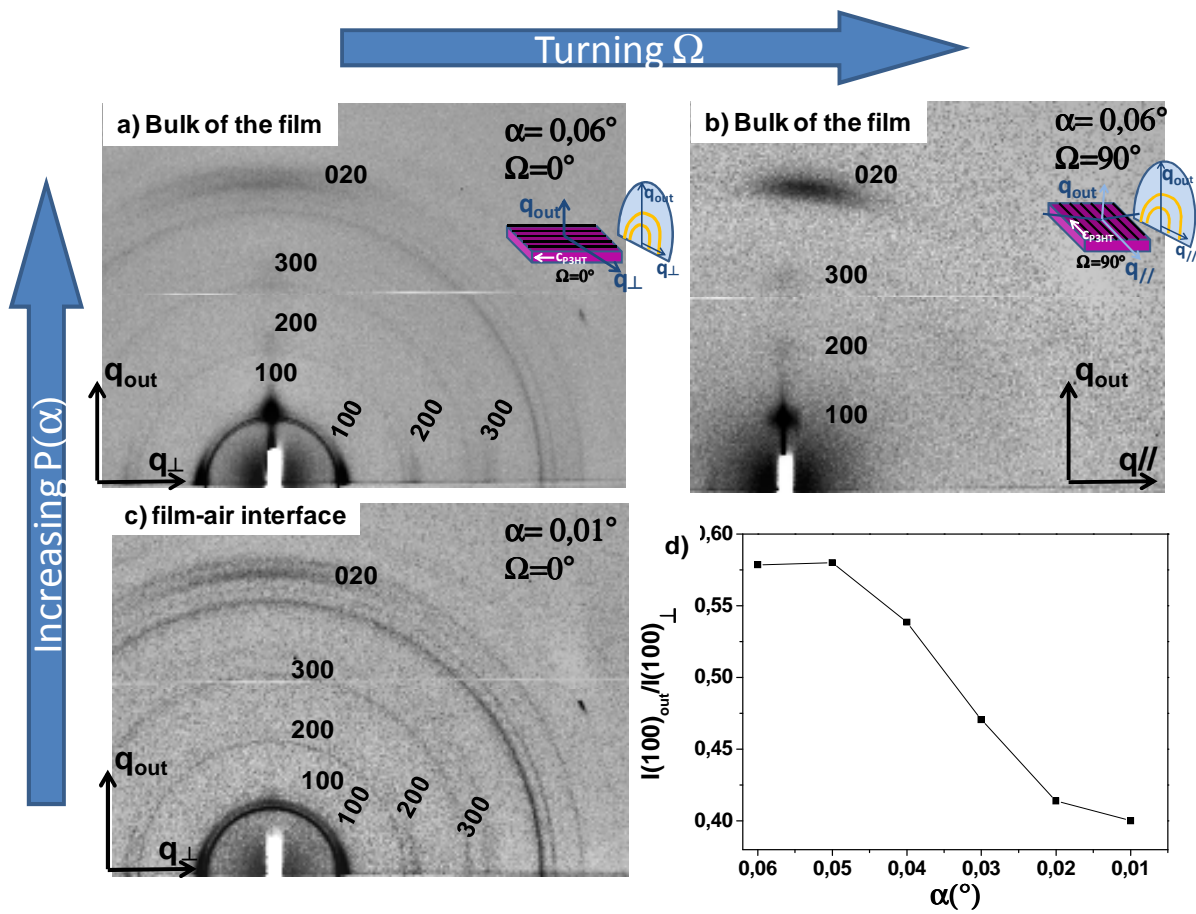 Turning Ω
Increasing P(α)
a) Bulk of the film
α= 0,06°
Ω=0°
020
300
200
100
100
200
300
q_out
q⊥
q_out
q_out
q⊥
q⊥
c_P3HT
Ω=0°
b) Bulk of the film
α= 0,06°
Ω=90°
020
300
200
100
q_out
q//
q_out
q_out
q//
q//
c_P3HT
Ω=90°
c) film-air interface
α= 0,01°
Ω=0°
020
300
200
100
100
200
300
q_out
q⊥
d)
I(100)_out/I(100)_⊥
0,60
0,55
0,50
0,45
0,40
0,06 0,05 0,04 0,03 0,02 0,01
α(°)